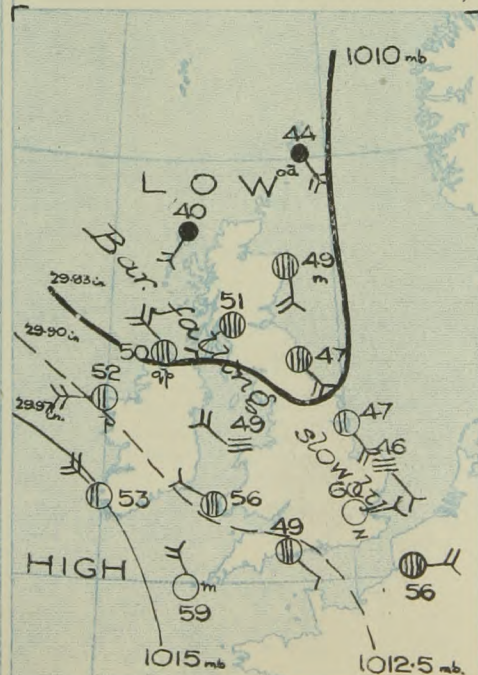 1010 mb
44
LOW
40
Bar. falling slowly
49
m
29.83 in
51
29.90 in
50
47
52
29.97 in.
49
47
46
53
56
60
49
N
HIGH
m
59
56
1015 mb
1012·5 mb.